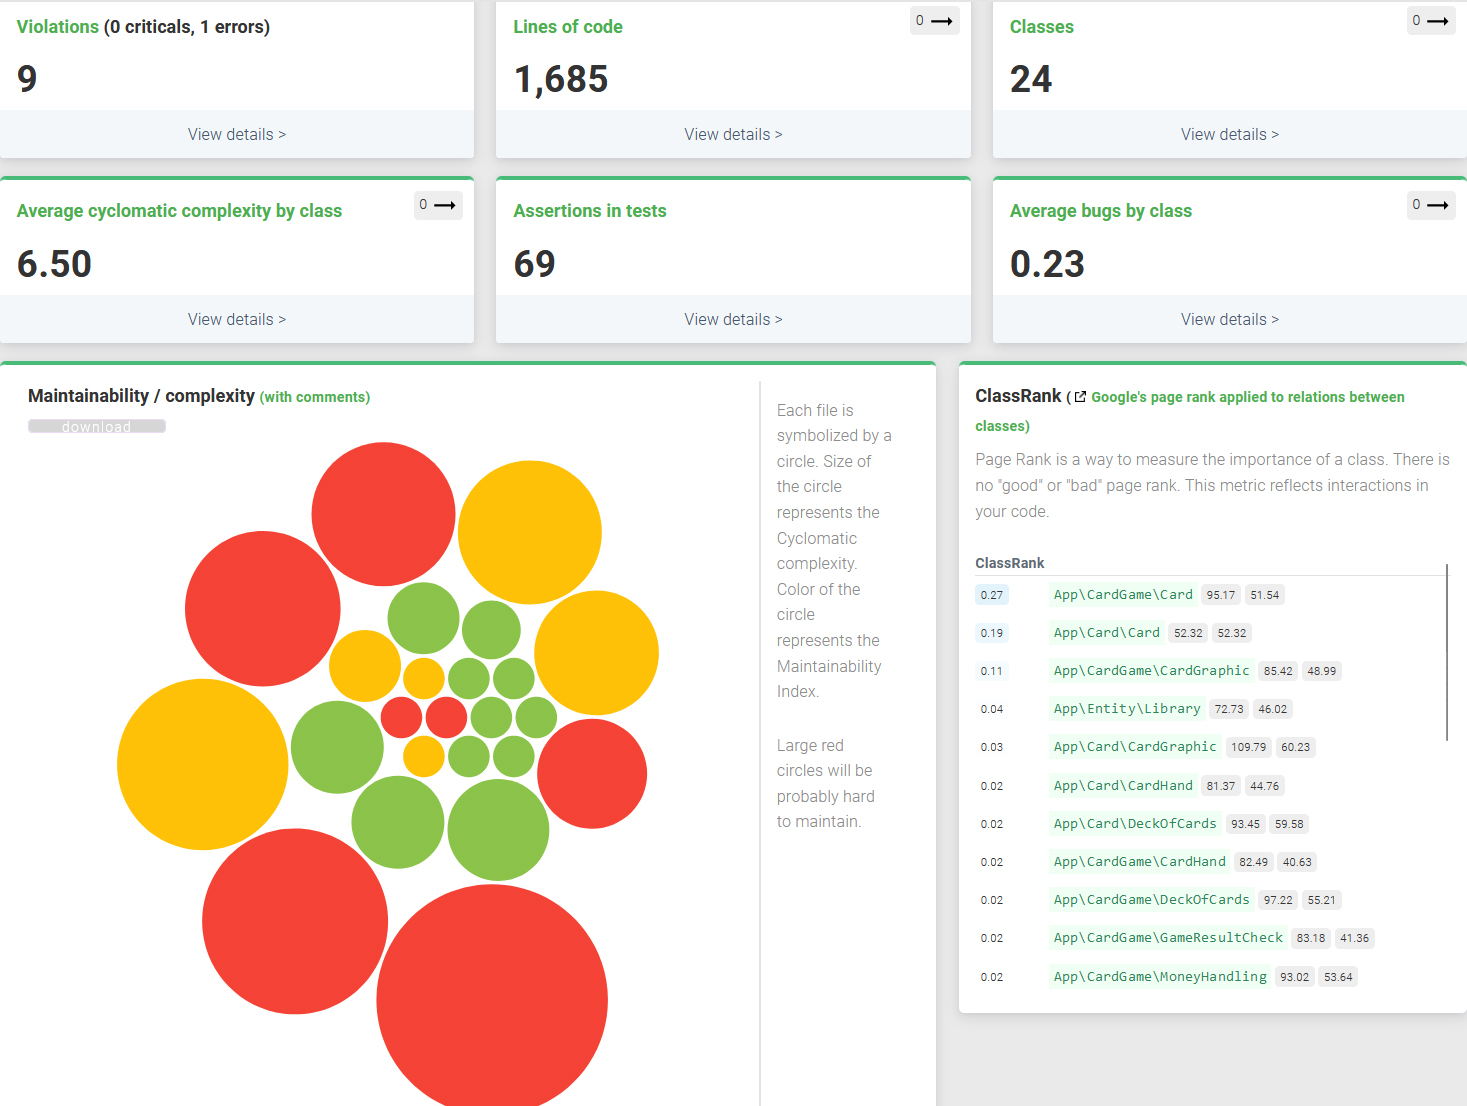 Violations (0 criticals, 1 errors)
9
View details >
Lines of code
0 →
1,685
View details >
Classes
0 →
24
View details >
Average cyclomatic complexity by class
0 →
6.50
View details >
Assertions in tests
69
View details >
Average bugs by class
0 →
0.23
View details >
Maintainability / complexity (with comments)
download
Each file is
symbolized by a
circle. Size of
the circle
represents the
Cyclomatic
complexity.
Color of the
circle
represents the
Maintainability
Index.
Large red
circles will be
probably hard
to maintain.
ClassRank ( Google's page rank applied to relations between
classes)
Page Rank is a way to measure the importance of a class. There is
no "good" or "bad" page rank. This metric reflects interactions in
your code.
ClassRank
0.27 App\CardGame\Card 95.17 51.54
0.19 App\Card\Card 52.32 52.32
0.11 App\CardGame\CardGraphic 85.42 48.99
0.04 App\Entity\Library 72.73 46.02
0.03 App\Card\CardGraphic 109.79 60.23
0.02 App\Card\CardHand 81.37 44.76
0.02 App\Card\DeckOfCards 93.45 59.58
0.02 App\CardGame\CardHand 82.49 40.63
0.02 App\CardGame\DeckOfCards 97.22 55.21
0.02 App\CardGame\GameResultCheck 83.18 41.36
0.02 App\CardGame\MoneyHandling 93.02 53.64